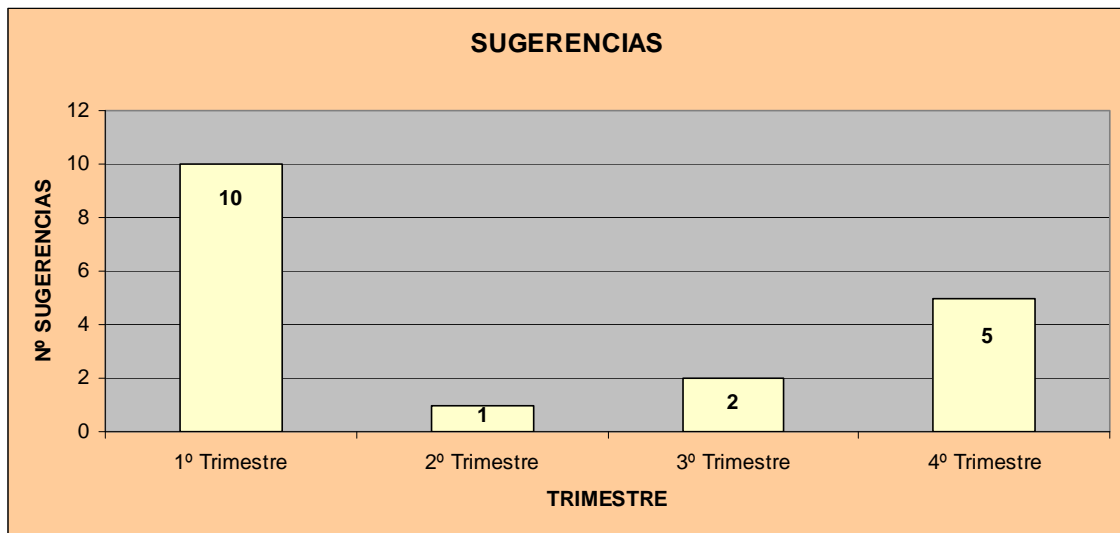 SUGERENCIAS
12
10
8
6
4
2
0
Nº SUGERENCIAS
10
1
2
5
1º Trimestre 2º Trimestre 3º Trimestre 4º Trimestre
TRIMESTRE